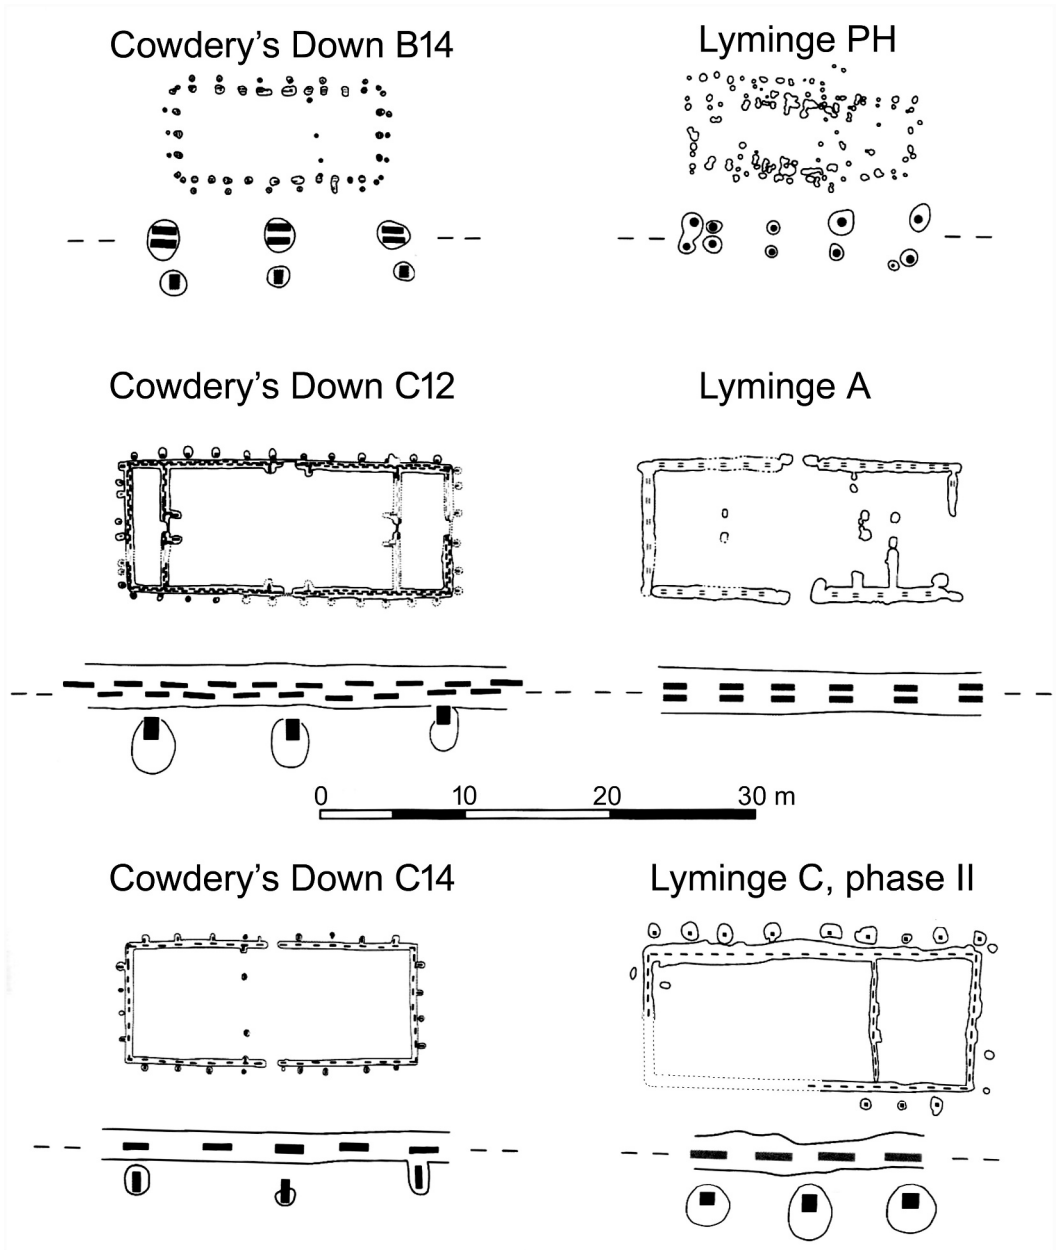 Cowdery's Down B14
Lyminge PH
Cowdery's Down C12
Lyminge A
0 10 20 30 m
Cowdery's Down C14
Lyminge C, phase II